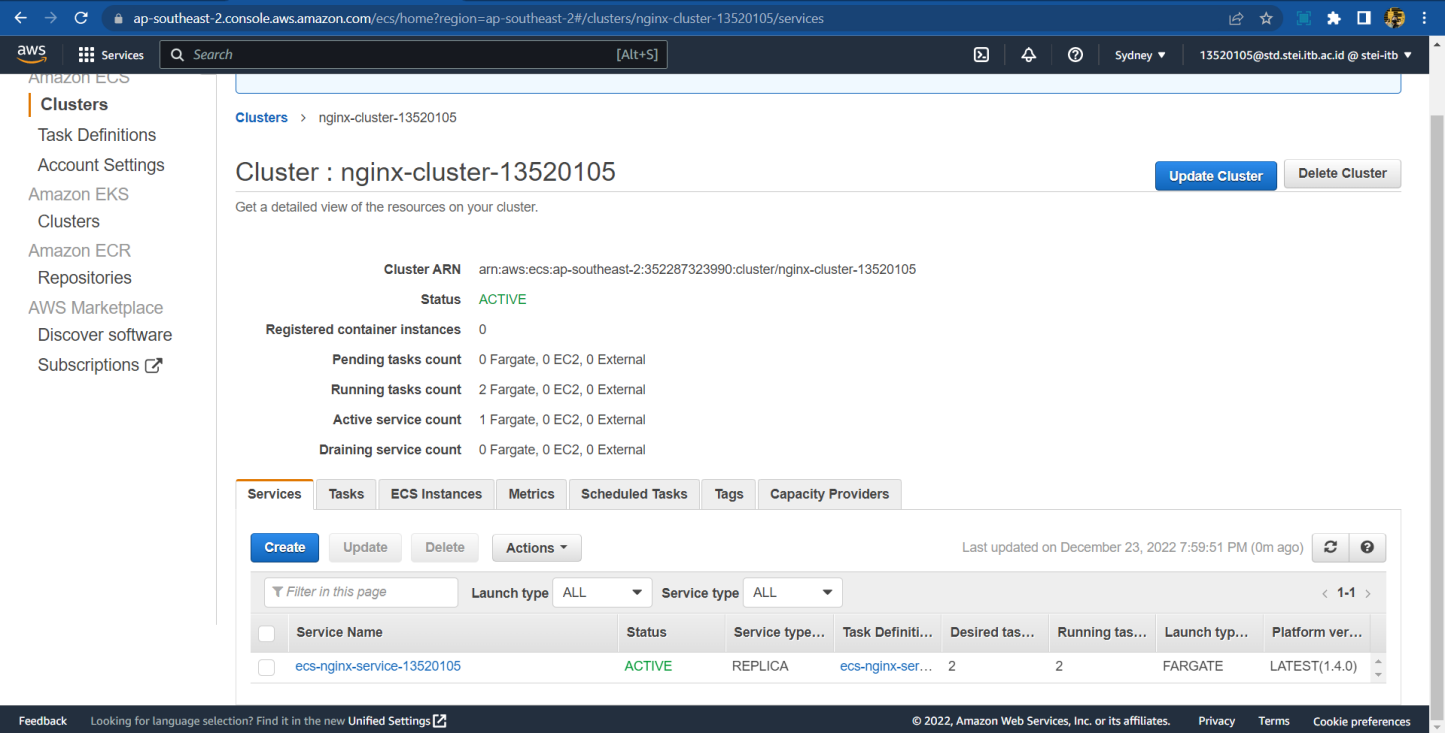 ap-southeast-2.console.aws.amazon.com/ecs/home?region=ap-southeast-2#/clusters/nginx-cluster-13520105/services
aws Services Search [Alt+S] Sydney ▼ 13520105@std.stei.itb.ac.id @ stei-itb ▼
Amazon ECS
Clusters
Task Definitions
Account Settings
Amazon EKS
Clusters
Amazon ECR
Repositories
AWS Marketplace
Discover software
Subscriptions
Clusters > nginx-cluster-13520105
Cluster : nginx-cluster-13520105
Update Cluster Delete Cluster
Get a detailed view of the resources on your cluster.
Cluster ARN arn:aws:ecs:ap-southeast-2:352287323990:cluster/nginx-cluster-13520105
Status ACTIVE
Registered container instances 0
Pending tasks count 0 Fargate, 0 EC2, 0 External
Running tasks count 2 Fargate, 0 EC2, 0 External
Active service count 1 Fargate, 0 EC2, 0 External
Draining service count 0 Fargate, 0 EC2, 0 External
Services Tasks ECS Instances Metrics Scheduled Tasks Tags Capacity Providers
Create Update Delete Actions Last updated on December 23, 2022 7:59:51 PM (0m ago)
Filter in this page Launch type ALL Service type ALL < 1-1 >
Service Name Status Service type... Task Definiti... Desired tas... Running tas... Launch typ... Platform ver...
ecs-nginx-service-13520105 ACTIVE REPLICA ecs-nginx-ser... 2 2 FARGATE LATEST(1.4.0)
Feedback Looking for language selection? Find it in the new Unified Settings © 2022, Amazon Web Services, Inc. or its affiliates. Privacy Terms Cookie preferences